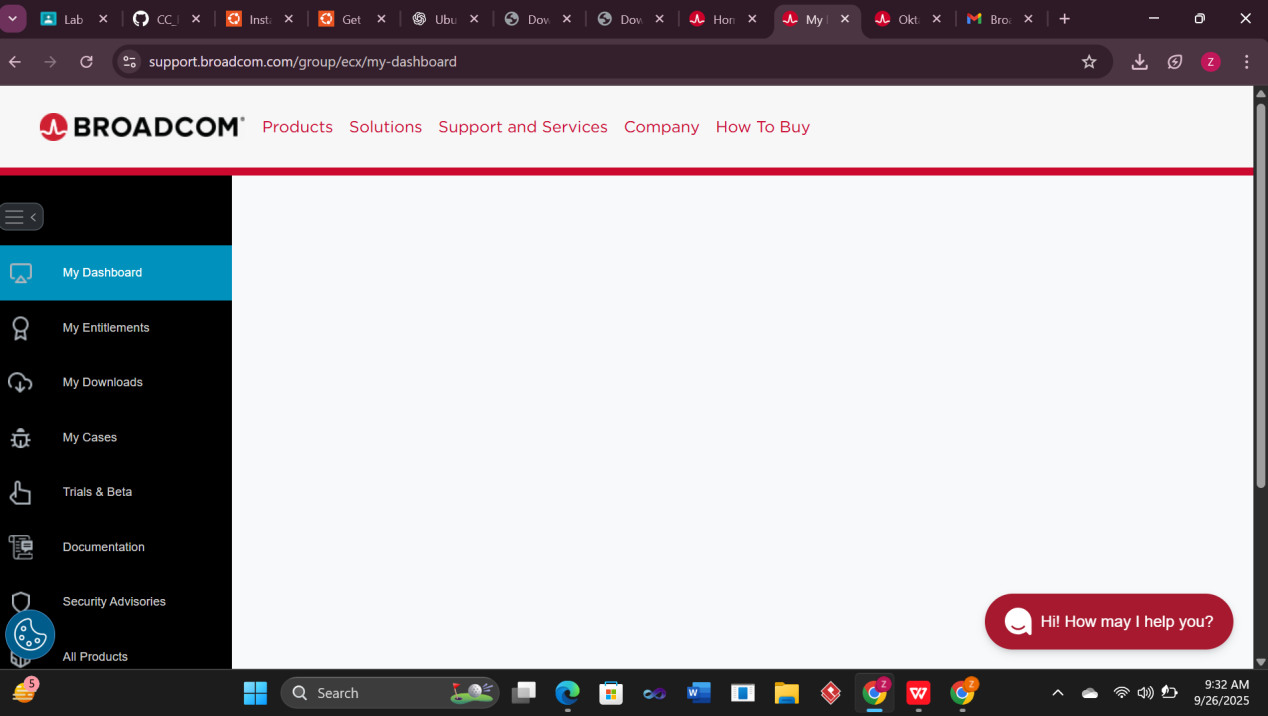 Lab
CC_
Inst
Get
Ubu
Dow
Dow
Hon
My
Okt
Bro
support.broadcom.com/group/ecx/my-dashboard
Z
BROADCOM
Products Solutions Support and Services Company How To Buy
My Dashboard
My Entitlements
My Downloads
My Cases
Trials & Beta
Documentation
Security Advisories
All Products
Hi! How may I help you?
5
Search
W
Z
W
Z
9:32 AM
9/26/2025